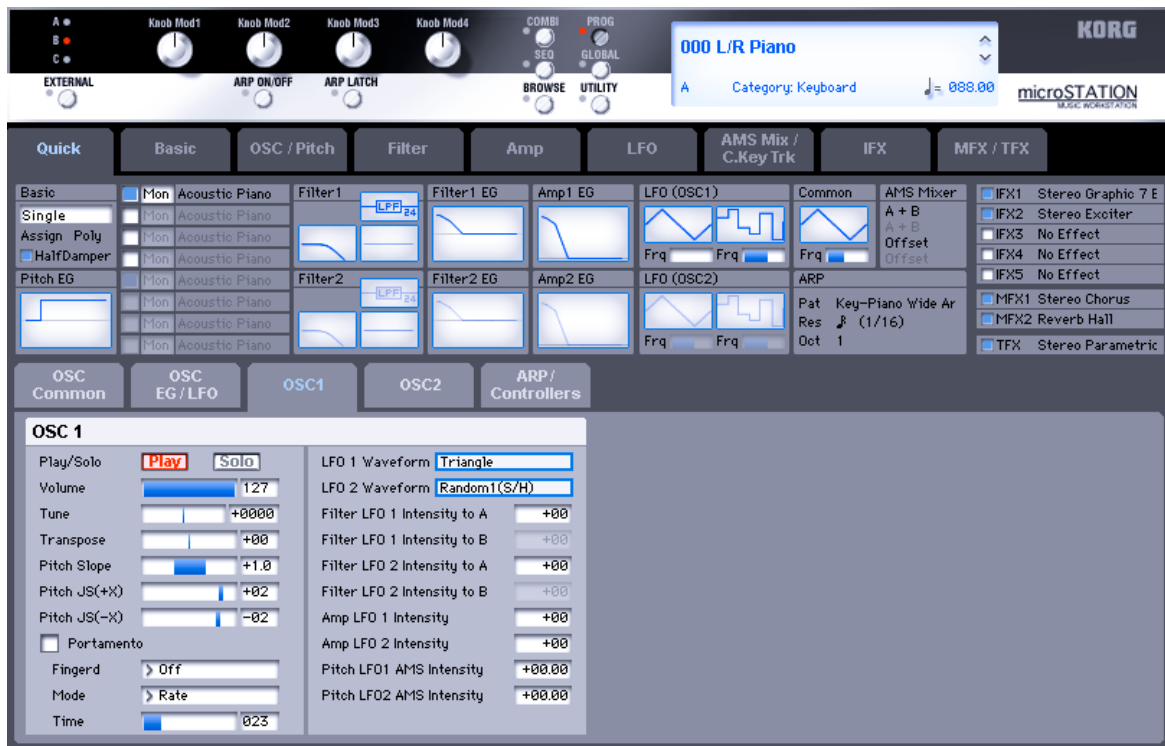 A
B
C
EXTERNAL
Knob Mod1 Knob Mod2 Knob Mod3 Knob Mod4
ARP ON/OFF ARP LATCH
COMBI PROG
SEQ GLOBAL
BROWSE UTILITY
000 L/R Piano
A Category: Keyboard ♩= 088.00
KORG
microSTATION
MUSIC WORKSTATION
Quick Basic OSC / Pitch Filter Amp LFO AMS Mix / C.Key Trk IFX MFX / TFX
Basic
Single
Assign Poly
HalfDamper
Pitch EG
Mon Acoustic Piano
Mon Acoustic Piano
Mon Acoustic Piano
Mon Acoustic Piano
Mon Acoustic Piano
Mon Acoustic Piano
Mon Acoustic Piano
Mon Acoustic Piano
Filter1
LPF 24
Filter2
LPF 24
Filter1 EG
Filter2 EG
Amp1 EG
Amp2 EG
LFO (OSC1)
Frq Frq
LFO (OSC2)
Frq Frq
Common
Frq
AMS Mixer
A + B
A + B
Offset
Offset
ARP
Pat Key-Piano Wide Ar
Res (1/16)
Oct 1
IFX1 Stereo Graphic 7 E
IFX2 Stereo Exciter
IFX3 No Effect
IFX4 No Effect
IFX5 No Effect
MFX1 Stereo Chorus
MFX2 Reverb Hall
TFX Stereo Parametric
OSC Common
OSC EG / LFO
OSC1
OSC2
ARP / Controllers
OSC 1
Play/Solo Play Solo
Volume 127
Tune +0000
Transpose +00
Pitch Slope +1.0
Pitch JS(+X) +02
Pitch JS(-X) -02
Portamento
Fingerd > Off
Mode > Rate
Time 023
LFO 1 Waveform Triangle
LFO 2 Waveform Random1(S/H)
Filter LFO 1 Intensity to A +00
Filter LFO 1 Intensity to B +00
Filter LFO 2 Intensity to A +00
Filter LFO 2 Intensity to B +00
Amp LFO 1 Intensity +00
Amp LFO 2 Intensity +00
Pitch LFO1 AMS Intensity +00.00
Pitch LFO2 AMS Intensity +00.00